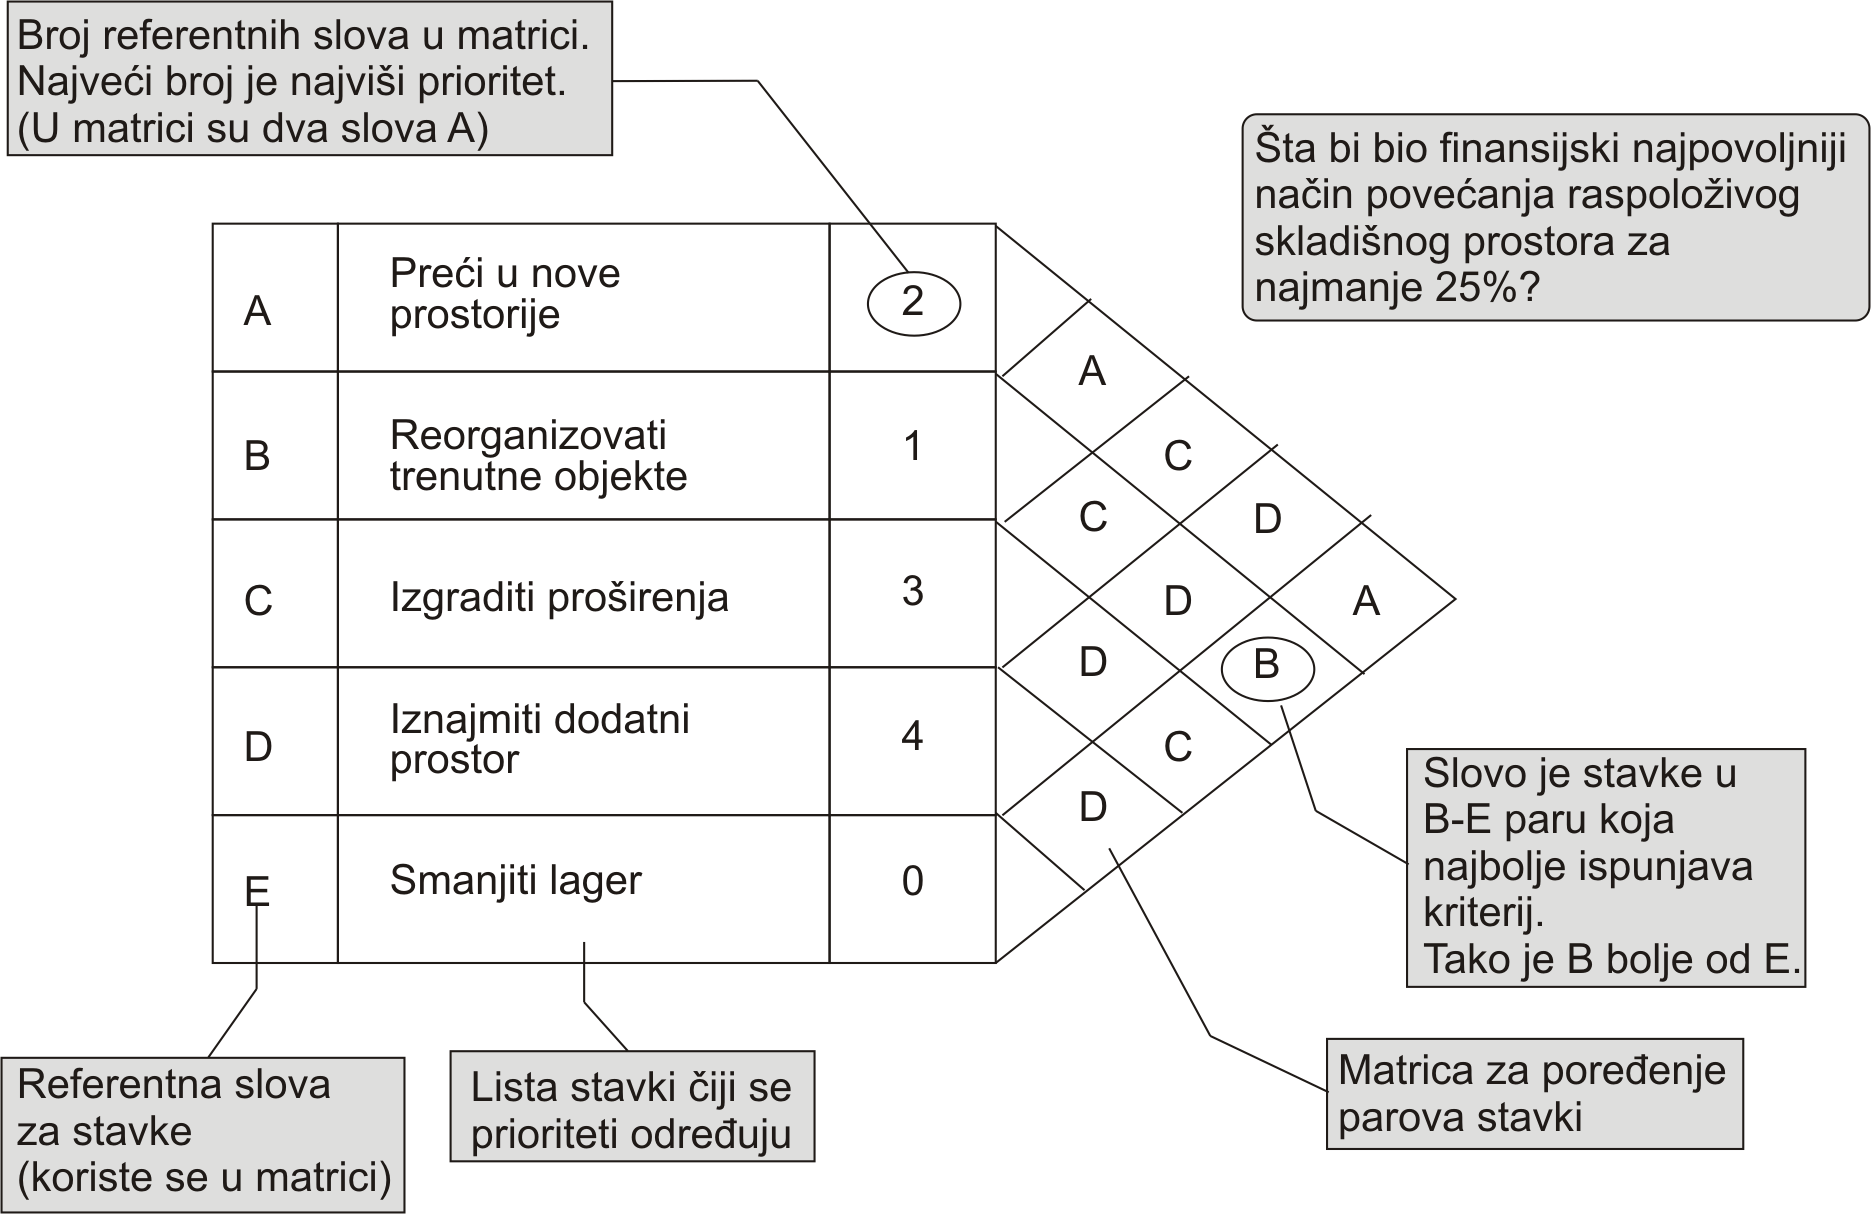 Broj referentnih slova u matrici.
Najveći broj je najviši prioritet.
(U matrici su dva slova A)
Šta bi bio finansijski najpovoljniji
način povećanja raspoloživog
skladišnog prostora za
najmanje 25%?
A
Preći u nove
prostorije
2
B
Reorganizovati
trenutne objekte
1
C
Izgraditi proširenja
3
D
Iznajmiti dodatni
prostor
4
E
Smanjiti lager
0
A
C
C
D
D
D
A
B
C
D
Slovo je stavke u
B-E paru koja
najbolje ispunjava
kriterij.
Tako je B bolje od E.
Referentna slova
za stavke
(koriste se u matrici)
Lista stavki čiji se
prioriteti određuju
Matrica za poređenje
parova stavki